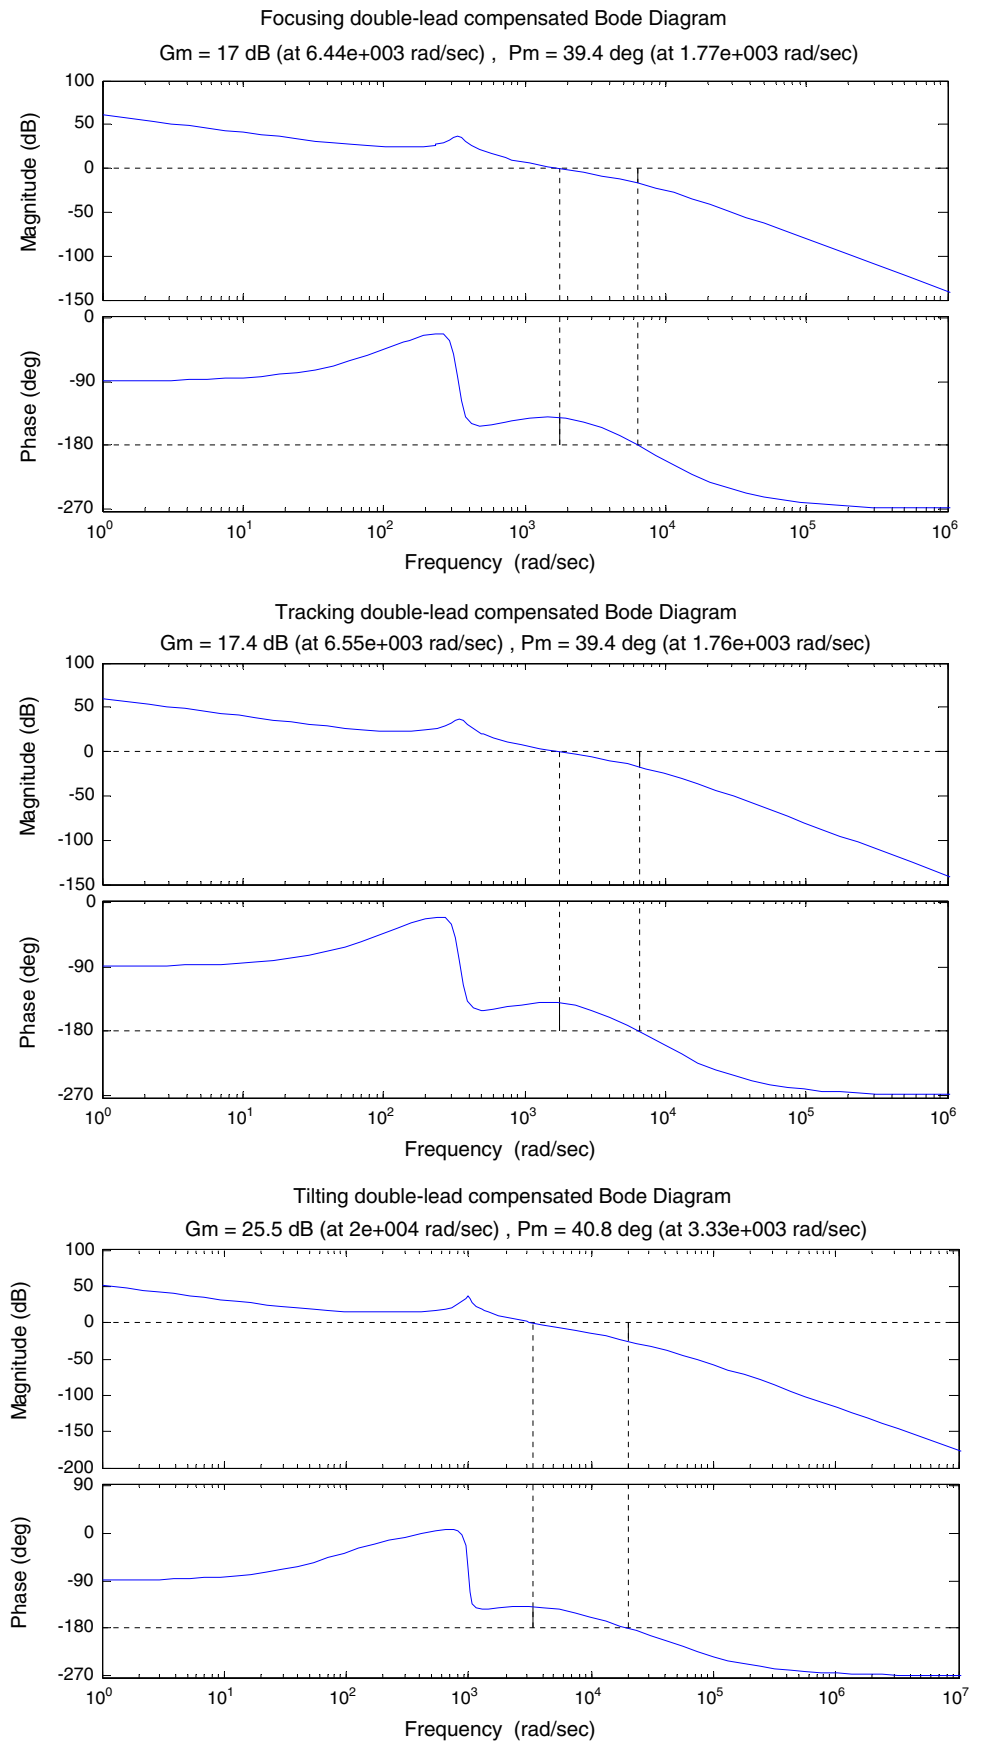 Focusing double-lead compensated Bode Diagram
Gm = 17 dB (at 6.44e+003 rad/sec) , Pm = 39.4 deg (at 1.77e+003 rad/sec)
100
50
0
-50
-100
-150
Magnitude (dB)
0
-90
-180
-270
Phase (deg)
10^0 10^1 10^2 10^3 10^4 10^5 10^6
Frequency (rad/sec)
Tracking double-lead compensated Bode Diagram
Gm = 17.4 dB (at 6.55e+003 rad/sec) , Pm = 39.4 deg (at 1.76e+003 rad/sec)
100
50
0
-50
-100
-150
Magnitude (dB)
0
-90
-180
-270
Phase (deg)
10^0 10^1 10^2 10^3 10^4 10^5 10^6
Frequency (rad/sec)
Tilting double-lead compensated Bode Diagram
Gm = 25.5 dB (at 2e+004 rad/sec) , Pm = 40.8 deg (at 3.33e+003 rad/sec)
100
50
0
-50
-100
-150
-200
Magnitude (dB)
90
0
-90
-180
-270
Phase (deg)
10^0 10^1 10^2 10^3 10^4 10^5 10^6 10^7
Frequency (rad/sec)